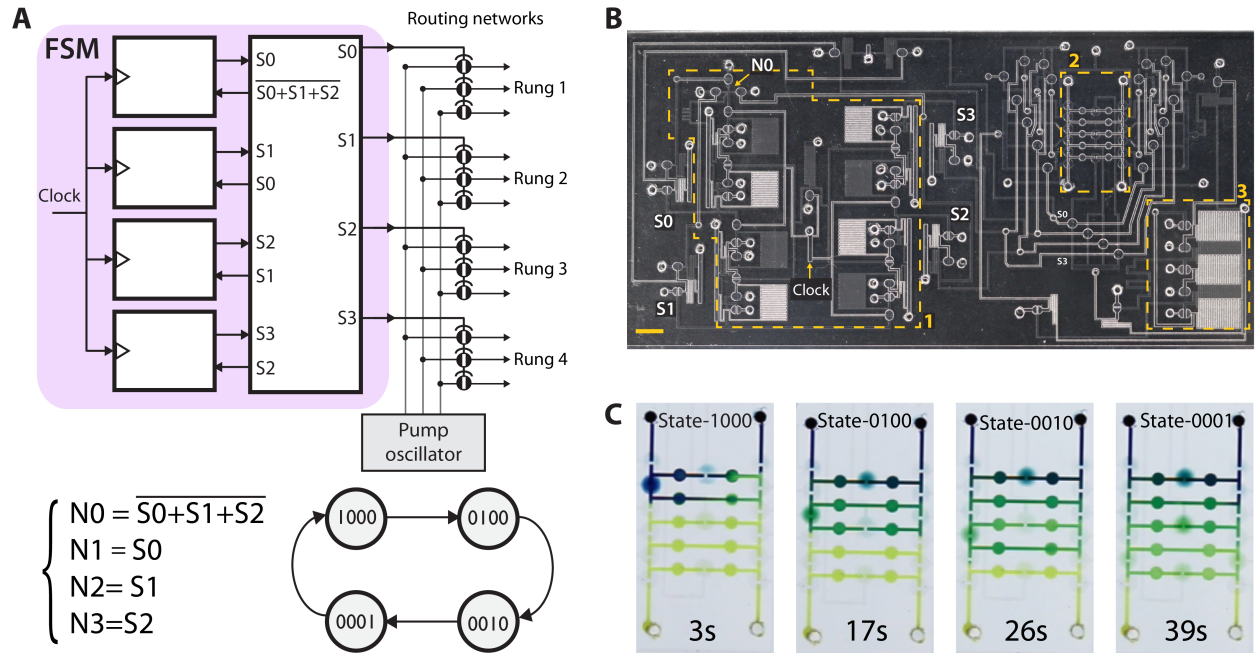 A
FSM
Clock
S0
S0+S1+S2
S1
S0
S2
S1
S3
S2
S0
S1
S2
S3
Routing networks
Rung 1
Rung 2
Rung 3
Rung 4
Pump
oscillator
N0 = S0+S1+S2
N1 = S0
N2= S1
N3=S2
1000
0100
0001
0010
B
N0
S3
S0
S2
S1
Clock
1
2
3
S0
S3
C
State-1000
3s
State-0100
17s
State-0010
26s
State-0001
39s